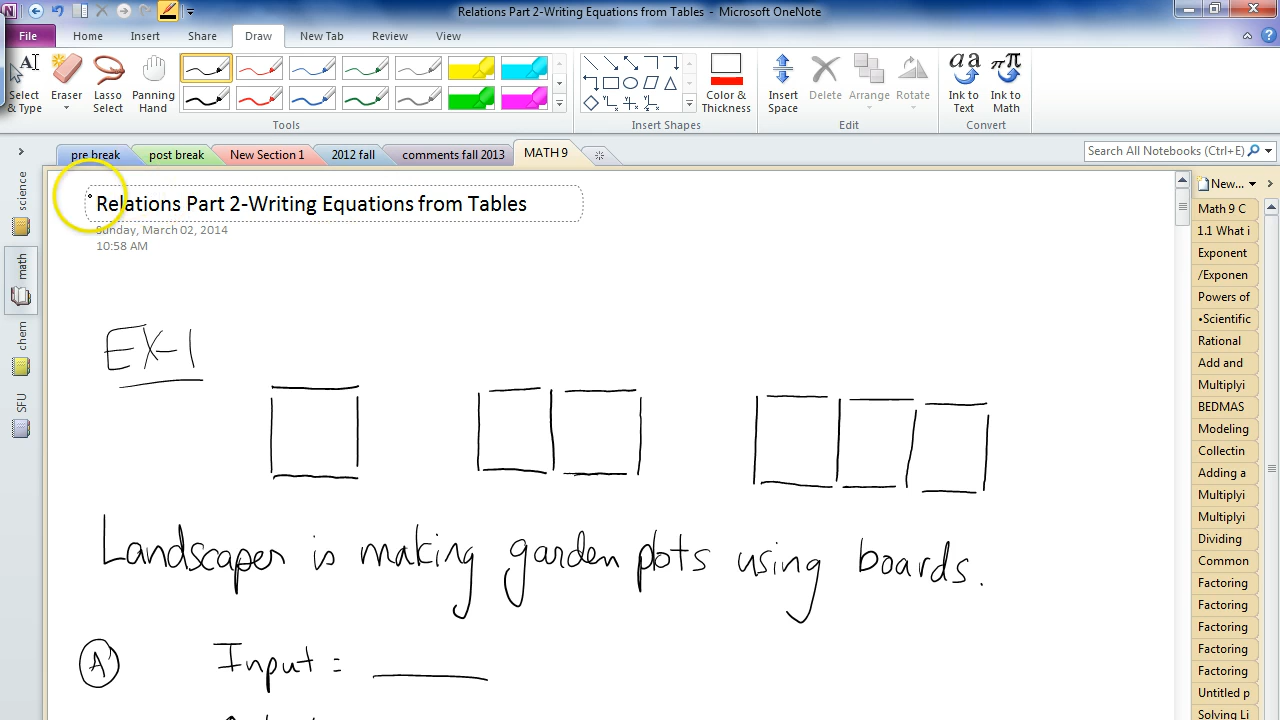 Relations Part 2-Writing Equations from Tables - Microsoft OneNote
File Home Insert Share Draw New Tab Review View
Select & Type
Eraser
Lasso Select
Panning Hand
Color & Thickness
Insert Space
Delete
Arrange
Rotate
Ink to Text
Ink to Math
Tools
Insert Shapes
Edit
Convert
pre break
post break
New Section 1
2012 fall
comments fall 2013
MATH 9
Search All Notebooks (Ctrl+E)
science
math
chem
SFU
Relations Part 2-Writing Equations from Tables
Sunday, March 02, 2014
10:58 AM
EX-1
Landscaper is making garden plots using boards.
A Input = ______
New...
Math 9 C
1.1 What i
Exponent
/Exponen
Powers of
•Scientific
Rational
Add and
Multiplyi
BEDMAS
Modeling
Collectin
Adding a
Multiplyi
Multiplyi
Dividing
Common
Factoring
Factoring
Factoring
Factoring
Factoring
Untitled p
Solving Li